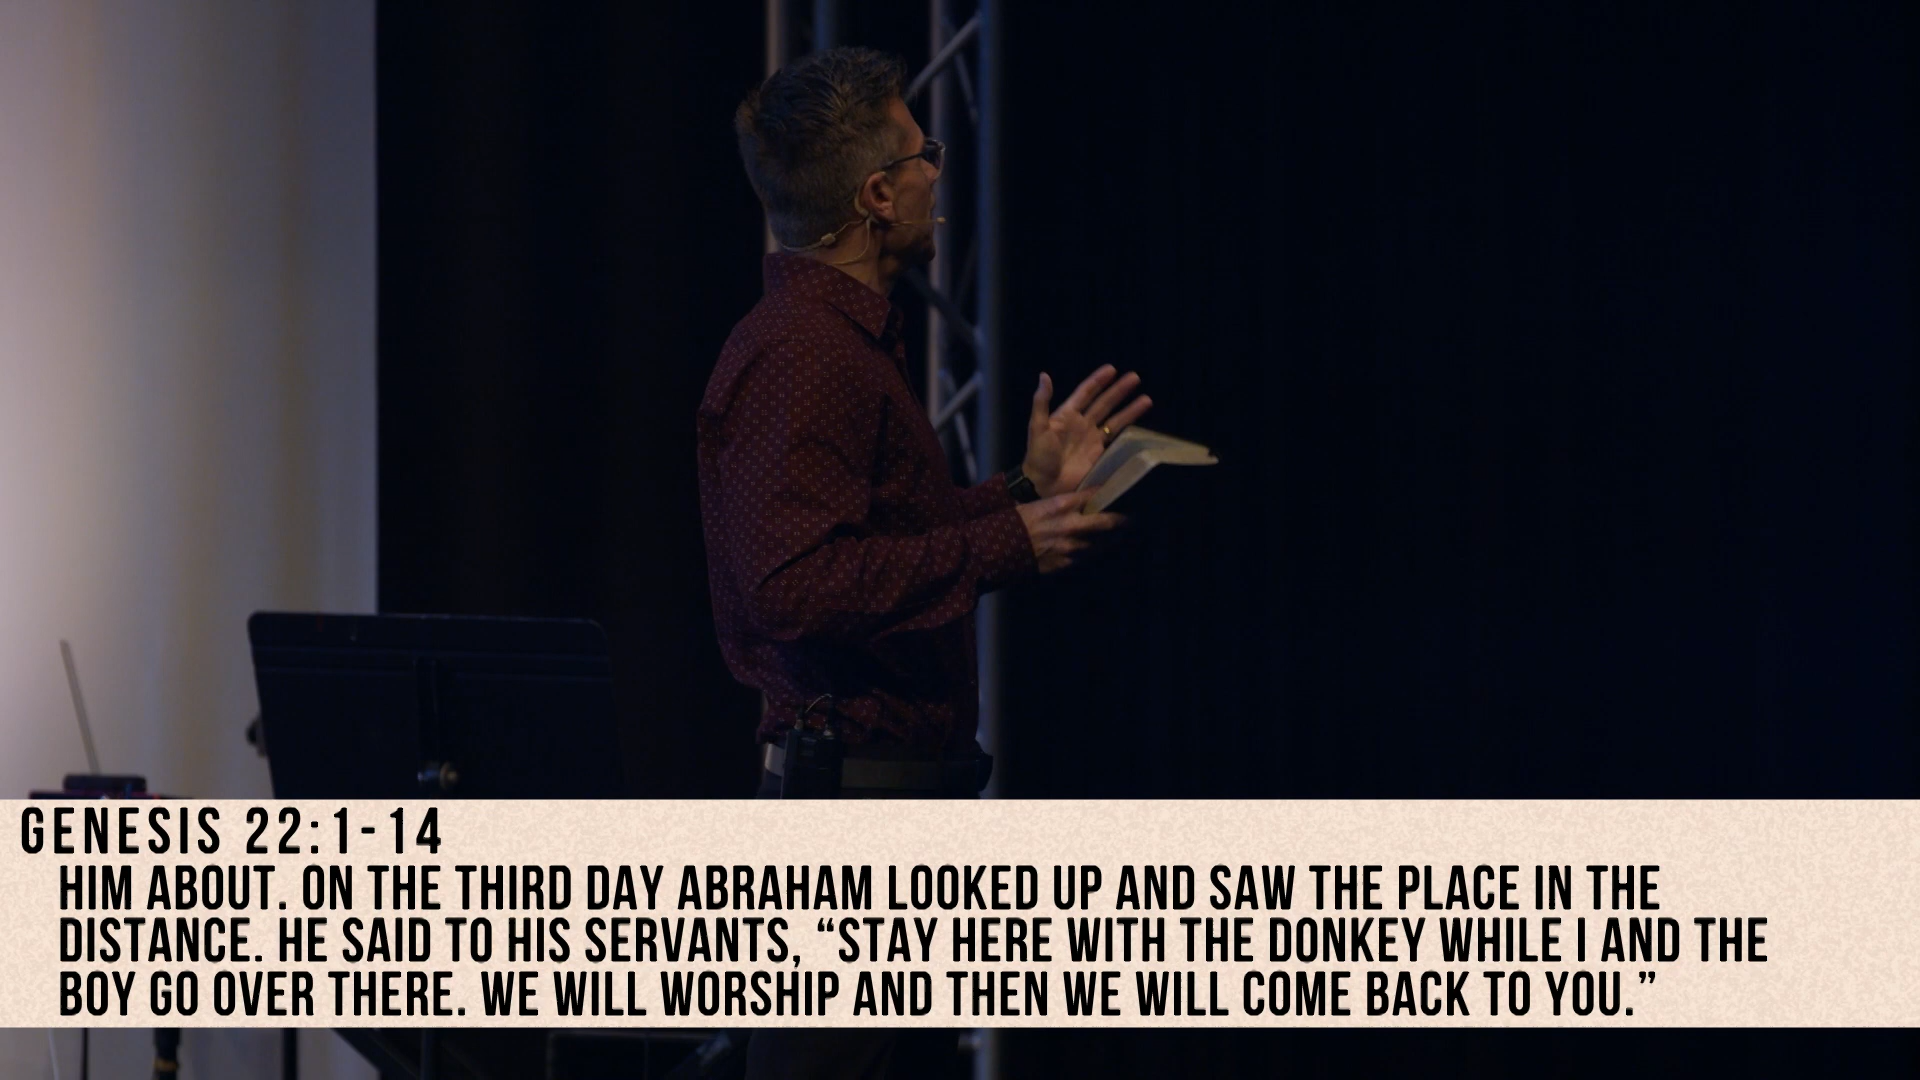 GENESIS 22:1-14
HIM ABOUT. ON THE THIRD DAY ABRAHAM LOOKED UP AND SAW THE PLACE IN THE
DISTANCE. HE SAID TO HIS SERVANTS, “STAY HERE WITH THE DONKEY WHILE I AND THE
BOY GO OVER THERE. WE WILL WORSHIP AND THEN WE WILL COME BACK TO YOU.”